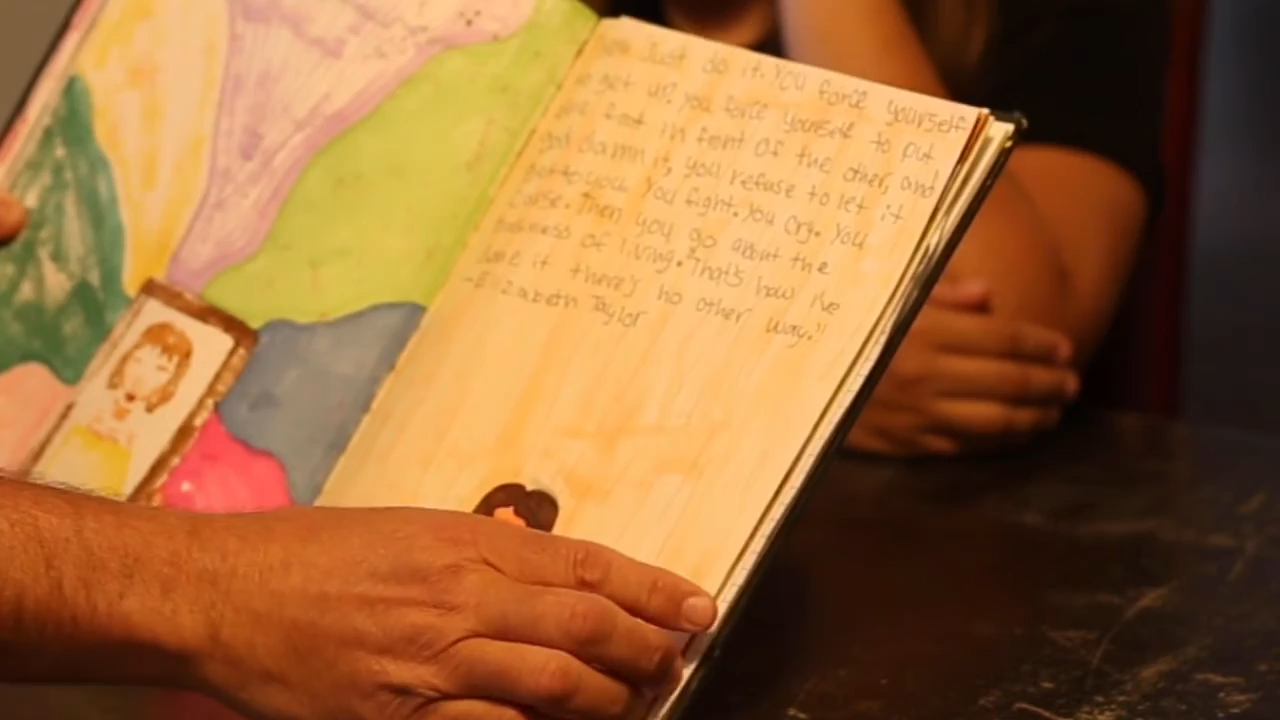 You Just do it. YOU force yourself
to get up. you force yourself to put
one foot in front of the other, and
god damn it, you refuse to let it
get to you. You fight. You Cry. You
curse. Then you go about the
business of living. That's how I've
done it there's no other way."
-Elizabeth Taylor